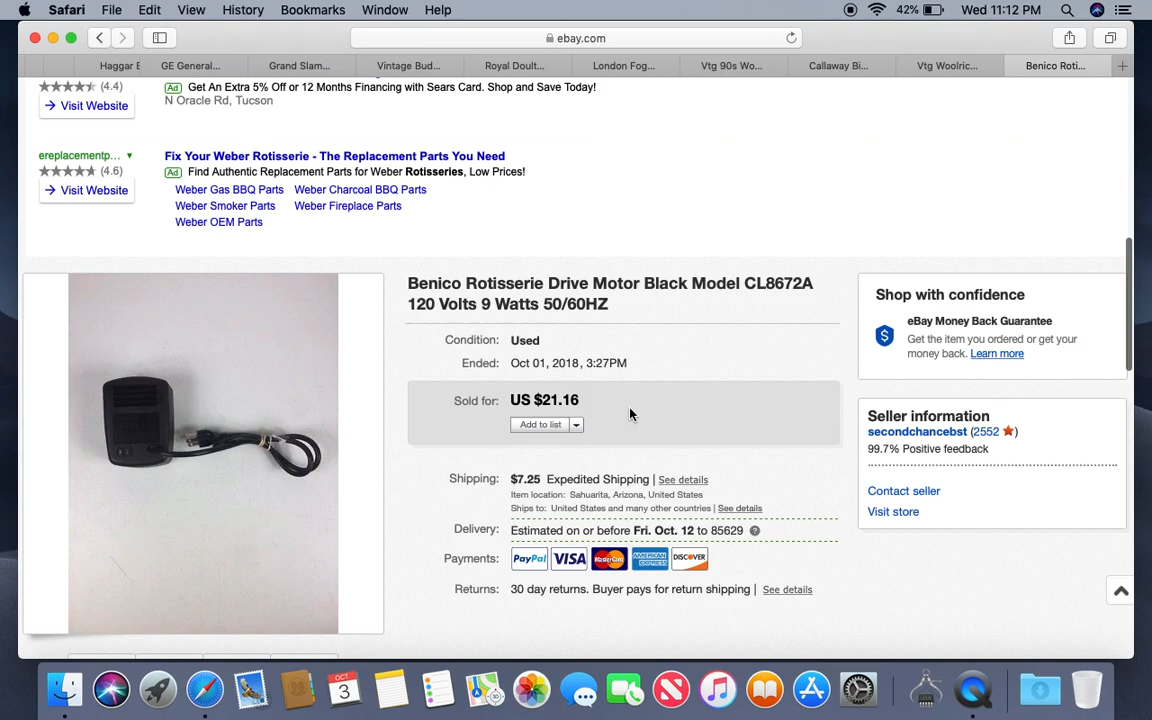 Safari File Edit View History Bookmarks Window Help 42% Wed 11:12 PM
ebay.com
Haggar E GE General... Grand Slam... Vintage Bud... Royal Doult... London Fog... Vtg 90s Wo... Callaway Bi... Vtg Woolric... Benico Roti...
(4.4) Ad Get An Extra 5% Off or 12 Months Financing with Sears Card. Shop and Save Today!
→ Visit Website N Oracle Rd, Tucson
ereplacementp... ▼ Fix Your Weber Rotisserie - The Replacement Parts You Need
(4.6) Ad Find Authentic Replacement Parts for Weber Rotisseries, Low Prices!
→ Visit Website Weber Gas BBQ Parts Weber Charcoal BBQ Parts
Weber Smoker Parts Weber Fireplace Parts
Weber OEM Parts
Benico Rotisserie Drive Motor Black Model CL8672A
120 Volts 9 Watts 50/60HZ
Condition: Used
Ended: Oct 01, 2018, 3:27PM
Sold for: US $21.16
Add to list
Shipping: $7.25 Expedited Shipping | See details
Item location: Sahuarita, Arizona, United States
Ships to: United States and many other countries | See details
Delivery: Estimated on or before Fri. Oct. 12 to 85629
Payments: PayPal VISA MasterCard AMERICAN EXPRESS DISCOVER
Returns: 30 day returns. Buyer pays for return shipping | See details
Shop with confidence
eBay Money Back Guarantee
Get the item you ordered or get your
money back. Learn more
Seller information
secondchancebst (2552)
99.7% Positive feedback
Contact seller
Visit store
OCT
3